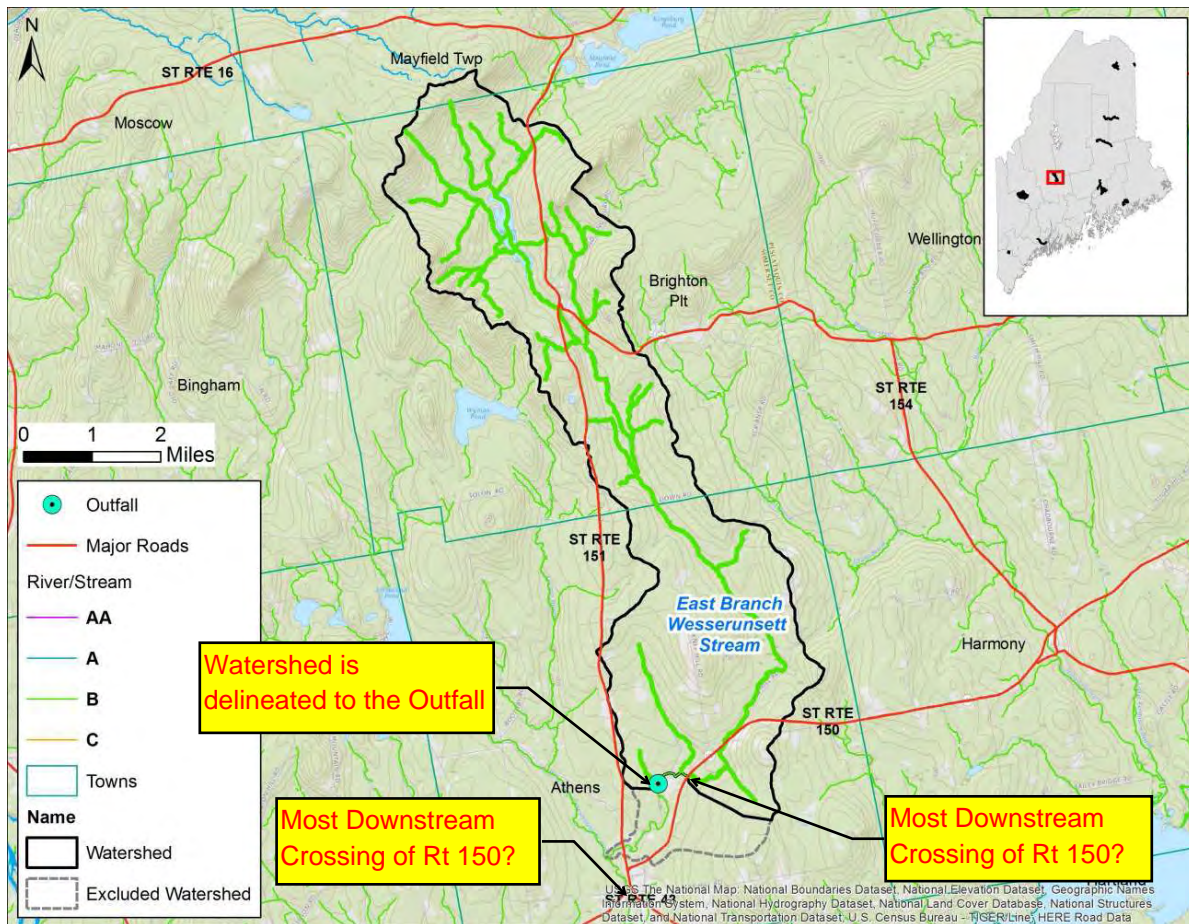 N
ST RTE 16
Mayfield Twp
Moscow
Wellington
Brighton
Plt
Bingham
ST RTE
154
0 1 2
Miles
ST RTE
151
East Branch
Wesserunsett
Stream
Harmony
ST RTE
150
Athens
Watershed is
delineated to the Outfall
Most Downstream
Crossing of Rt 150?
Most Downstream
Crossing of Rt 150?
Outfall
Major Roads
River/Stream
AA
A
B
C
Towns
Name
Watershed
Excluded Watershed
Hartland
ST RTE 43
USGS The National Map: National Boundaries Dataset, National Elevation Dataset, Geographic Names
Information System, National Hydrography Dataset, National Land Cover Database, National Structures
Dataset, and National Transportation Dataset, U.S. Census Bureau - TIGER/Line; HERE Road Data